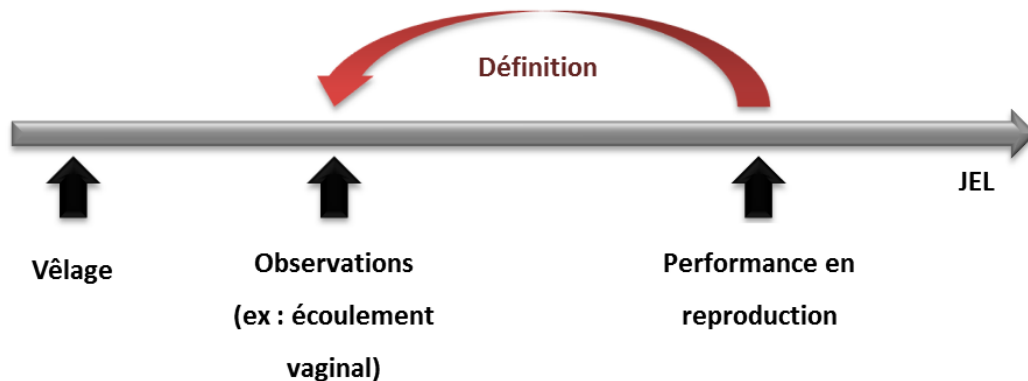 Définition
JEL
Vêlage
Observations
(ex : écoulement
vaginal)
Performance en
reproduction